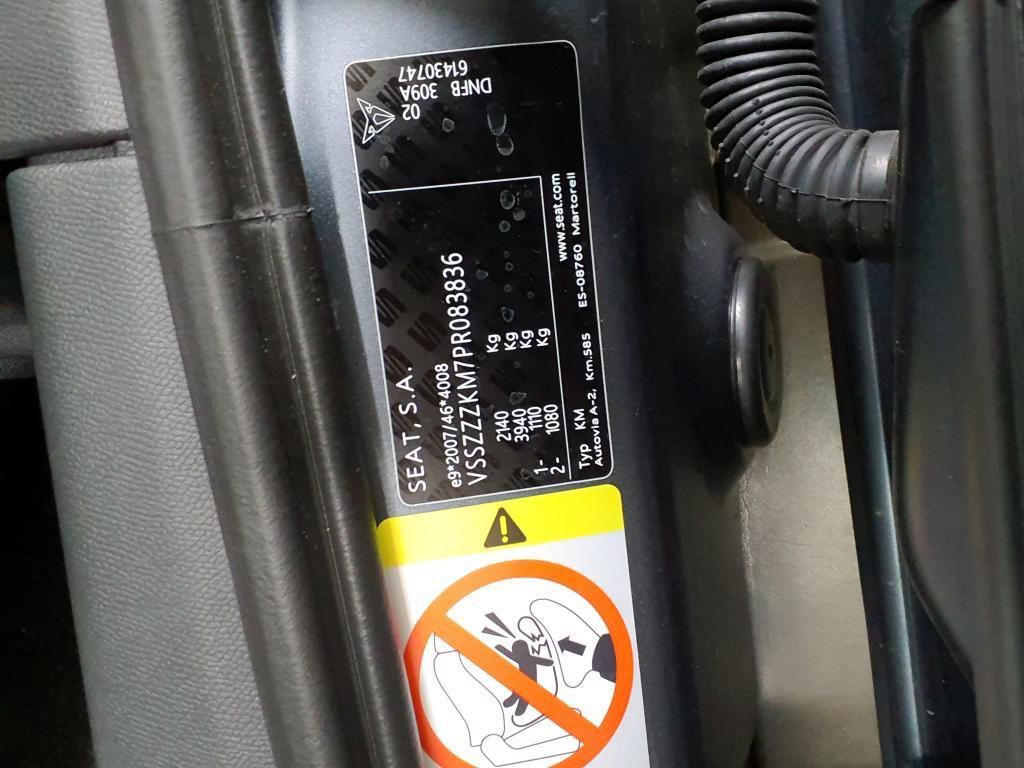 SEAT, S.A.
e9*2007/46*4008
VSSZZZKM7PR083836
2140 Kg
3940 Kg
1- 1110 Kg
2- 1080 Kg
www.seat.com
Typ KM
Autovia A-2, Km.585 ES-08760 Martorell
02
309A 61430747
DNFB